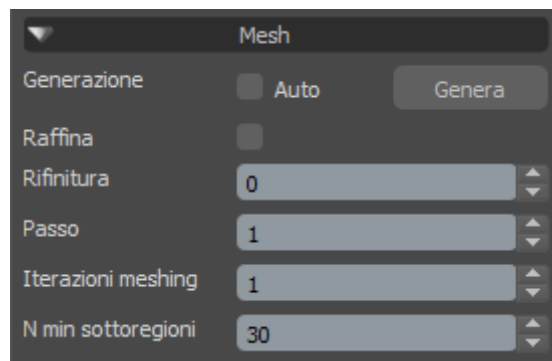 Mesh
Generazione Auto Genera
Raffina
Rifinitura 0
Passo 1
Iterazioni meshing 1
N min sottoregioni 30